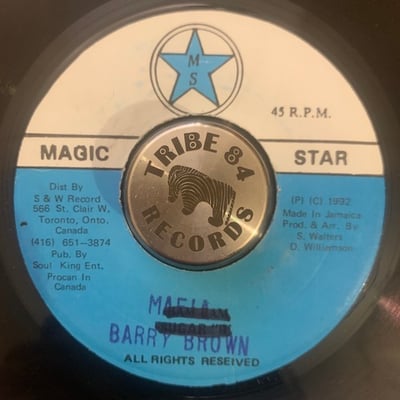 M S
45 R.P.M.
MAGIC STAR
TRIBE 84
RECORDS
Dist By
S & W Record
566 St. Clair W.
Toronto, Onto.
Canada
(416) 651-3874
Pub. By
Soul King Ent.
Procan in
Canada
(P) (C) 1992
Made In Jamaica
Prod & Arr. By
S. Walters
D. Williamson
MAFIA
BARRY BROWN
ALL RIGHTS RESEIVED